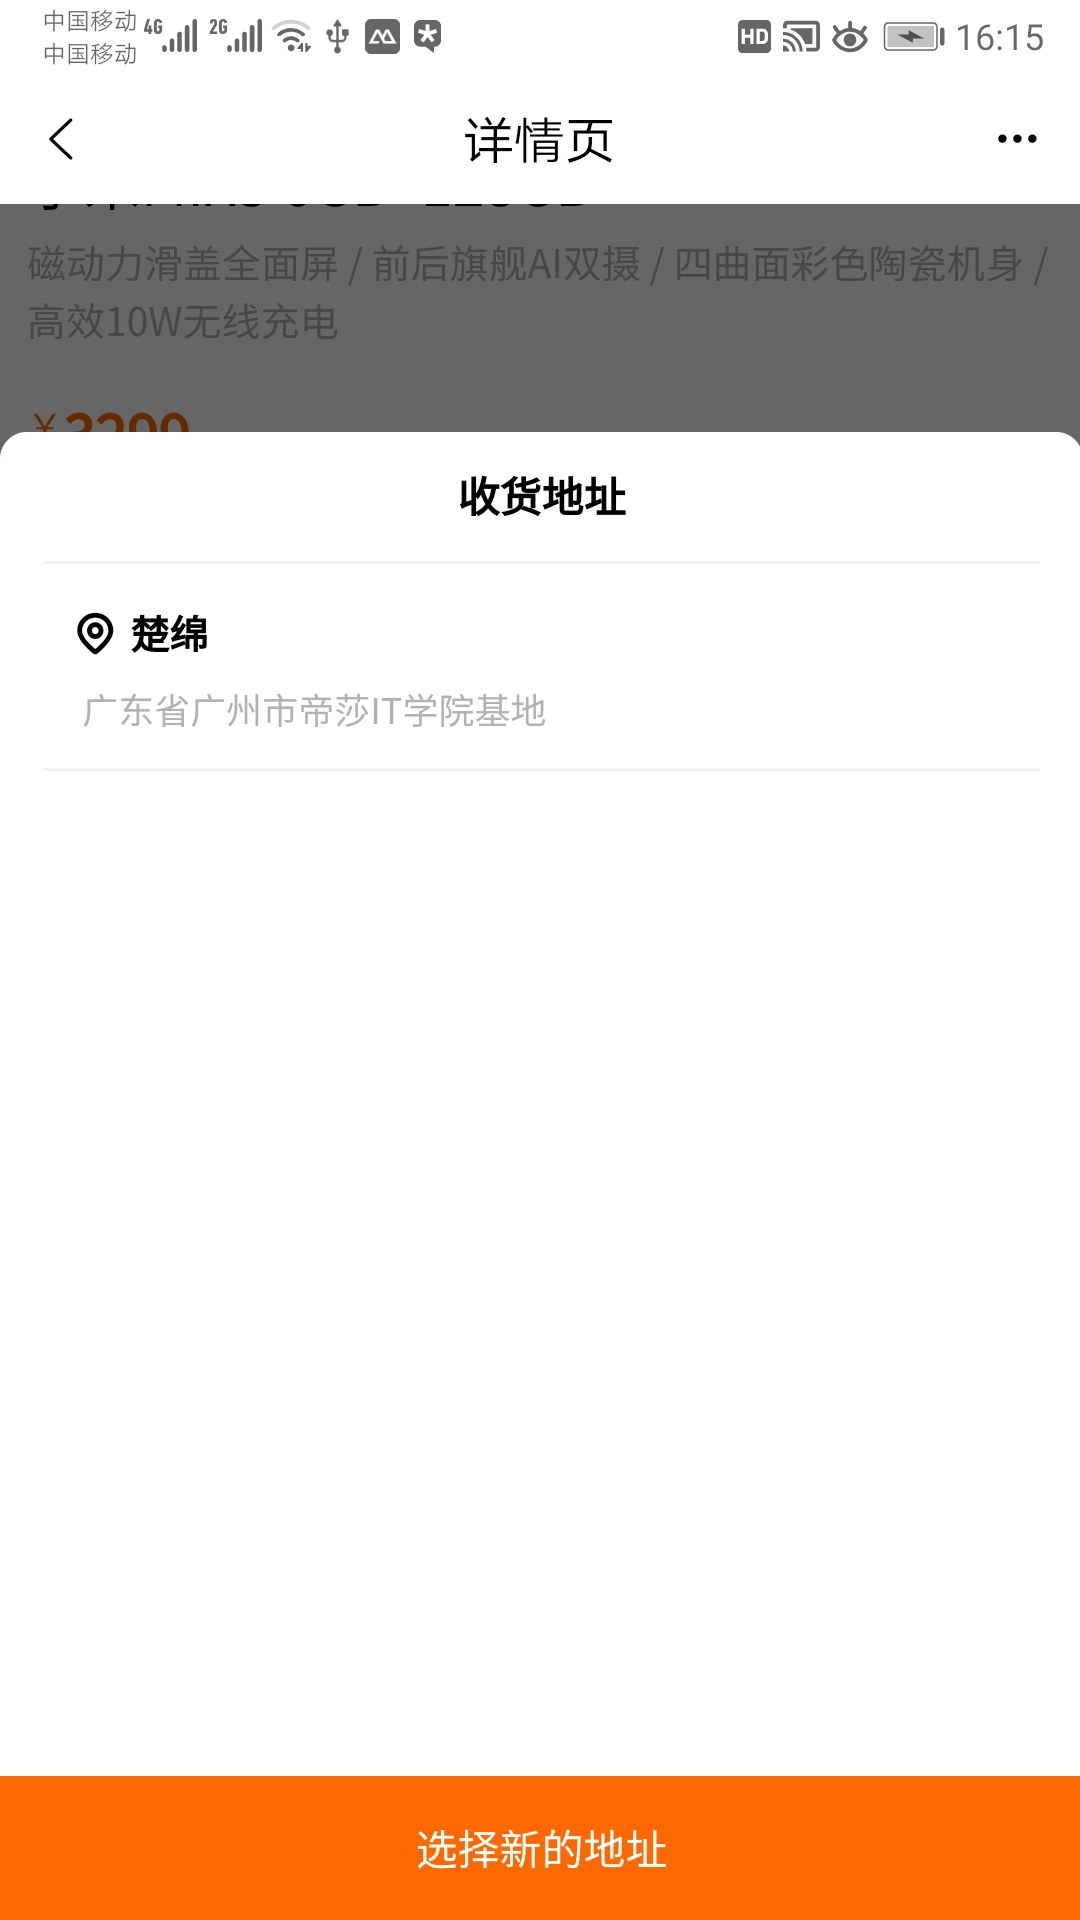 中国移动 4G 2G HD 16:15
中国移动
详情页
磁动力滑盖全面屏 / 前后旗舰AI双摄 / 四曲面彩色陶瓷机身 /
高效10W无线充电
¥3299
收货地址
楚绵
广东省广州市帝莎IT学院基地
选择新的地址